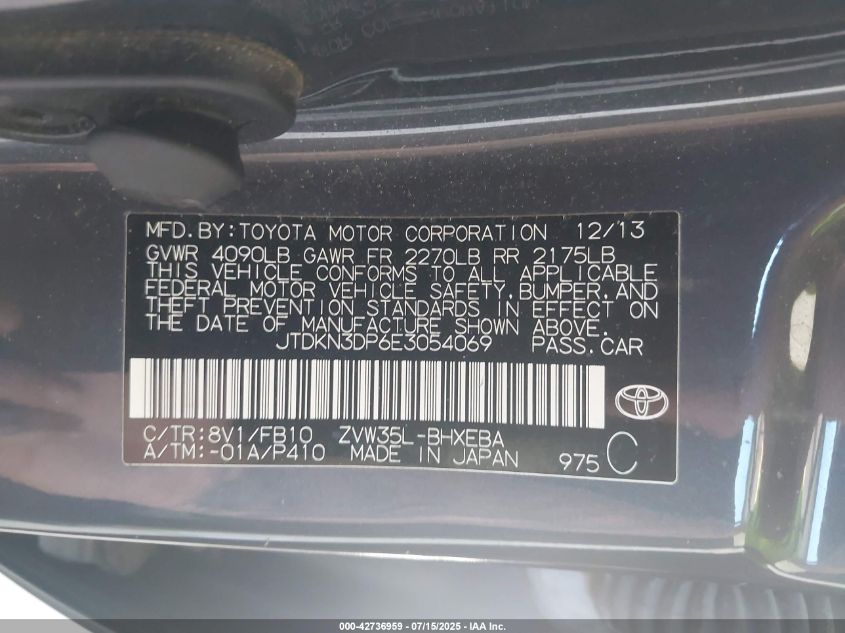 MFD. BY: TOYOTA MOTOR CORPORATION 12/13
GVWR 4090LB GAWR FR 2270LB RR 2175LB
THIS VEHICLE CONFORMS TO ALL APPLICABLE
FEDERAL MOTOR VEHICLE SAFETY, BUMPER, AND
THEFT PREVENTION STANDARDS IN EFFECT ON
THE DATE OF MANUFACTURE SHOWN ABOVE.
JTDKN3DP6E3054069 PASS. CAR
C/TR: 8V1/FB10 ZVW35L-BHXEBA
A/TM: -01A/P410 MADE IN JAPAN 975 C
000-42736959 - 07/15/2025 - IAA Inc.